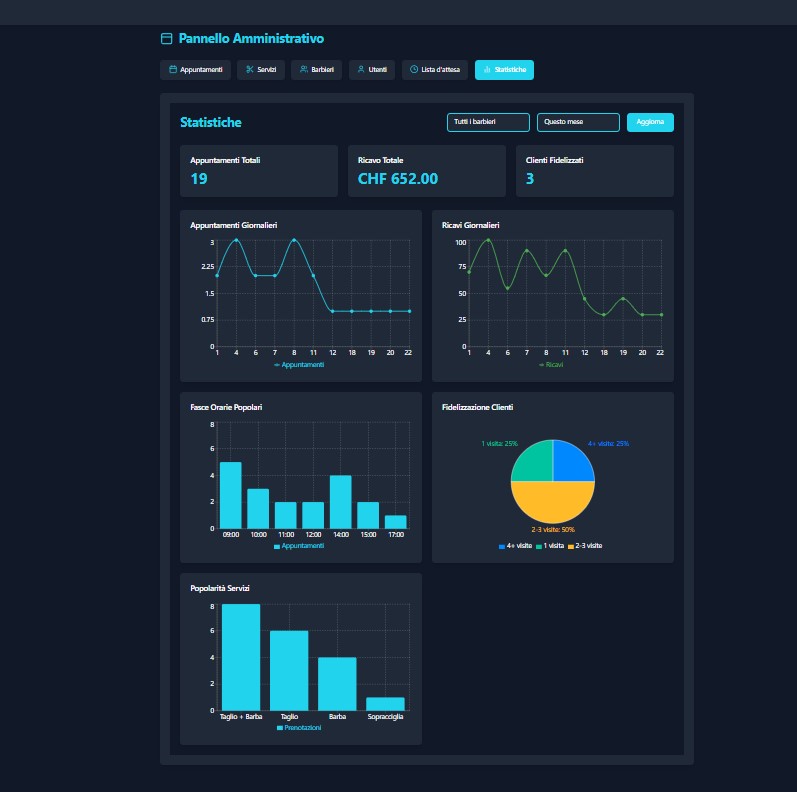 Pannello Amministrativo
Appuntamenti Servizi Barbieri Utenti Lista d'attesa Statistiche
Statistiche
Tutti i barbieri Questo mese Aggiorna
Appuntamenti Totali
19
Ricavo Totale
CHF 652.00
Clienti Fidelizzati
3
Appuntamenti Giornalieri
3
2.25
1.5
0.75
0
1 4 6 7 8 11 12 18 19 20 22
Appuntamenti
Ricavi Giornalieri
100
75
50
25
0
1 4 6 7 8 11 12 18 19 20 22
Ricavi
Fasce Orarie Popolari
8
6
4
2
0
09:00 10:00 11:00 12:00 14:00 15:00 17:00
Appuntamenti
Fidelizzazione Clienti
1 visita: 25% 4+ visite: 25%
2-3 visite: 50%
4+ visite 1 visita 2-3 visite
Popolarità Servizi
8
6
4
2
0
Taglio + Barba Taglio Barba Sopracciglia
Prenotazioni